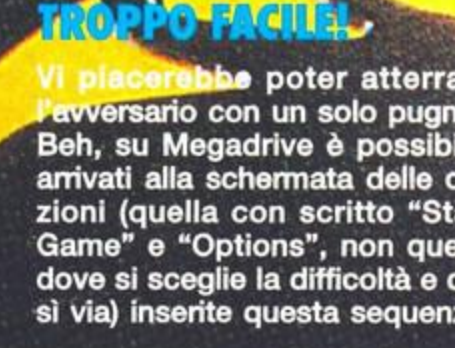 TROPPO FACILE!
Vi piacerebbe poter atterra
l'avversario con un solo pugn
Beh, su Megadrive è possibi
arrivati alla schermata delle o
zioni (quella con scritto "Sta
Game" e "Options", non que
dove si sceglie la difficoltà e c
sì via) inserite questa sequenz